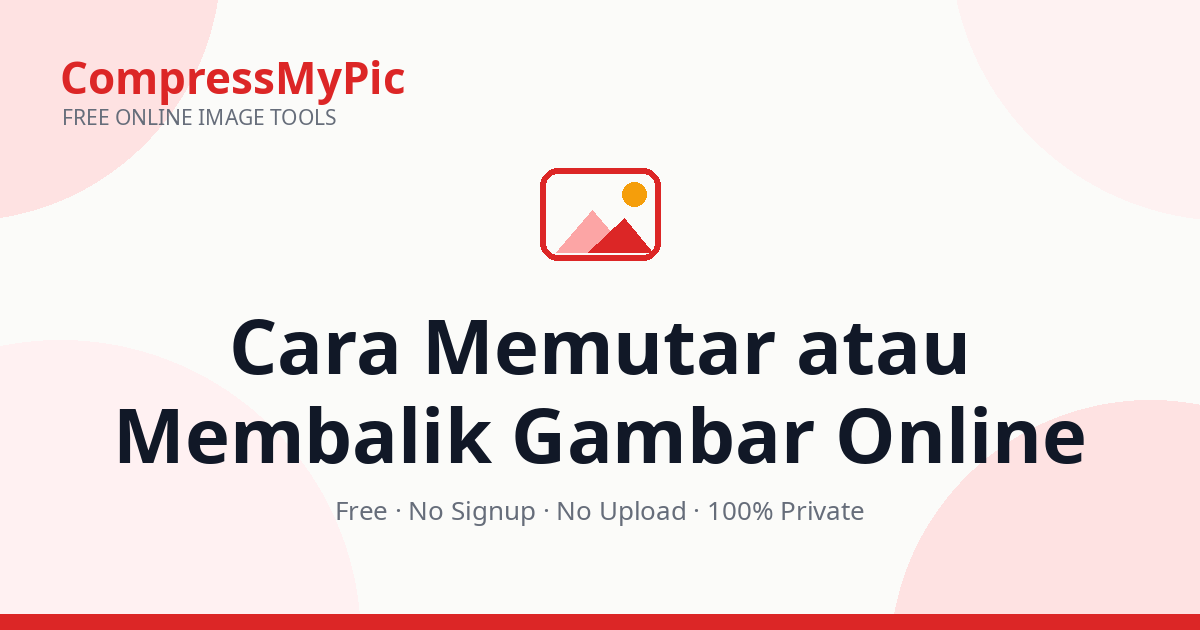 CompressMyPic
FREE ONLINE IMAGE TOOLS
Cara Memutar atau
Membalik Gambar Online
Free · No Signup · No Upload · 100% Private